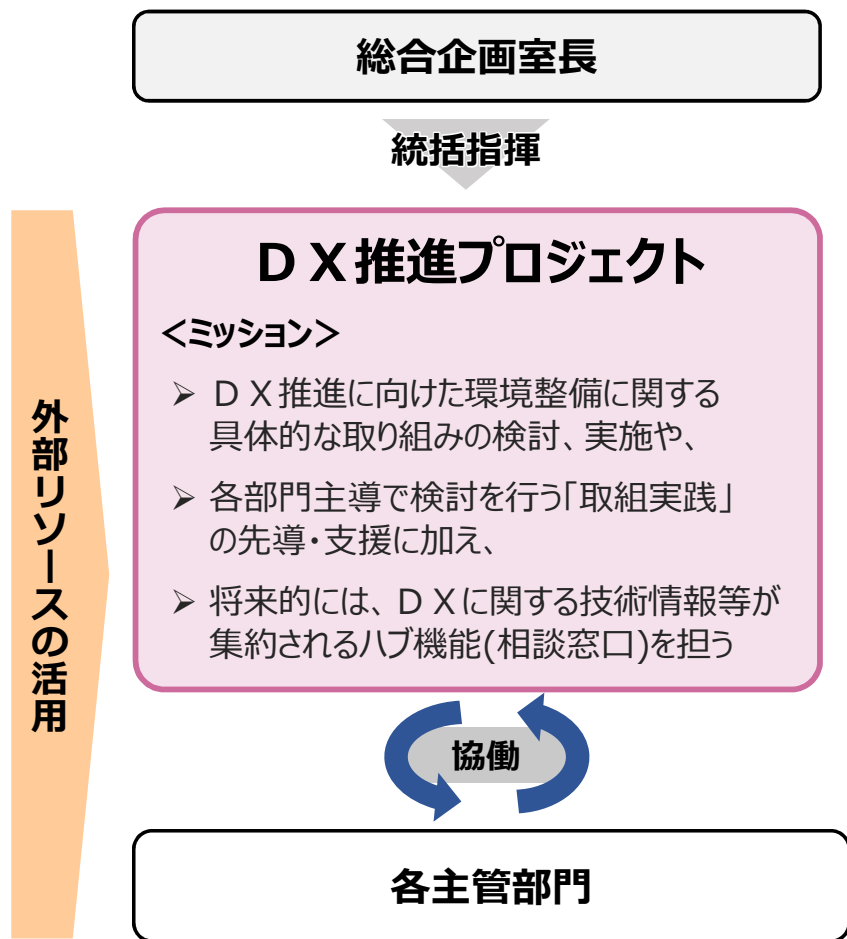 総合企画室長
統括指揮
ＤＸ推進プロジェクト
＜ミッション＞
➢ ＤＸ推進に向けた環境整備に関する
具体的な取り組みの検討、実施や、
➢ 各部門主導で検討を行う「取組実践」
の先導・支援に加え、
➢ 将来的には、ＤＸに関する技術情報等が
集約されるハブ機能(相談窓口)を担う
外部リソースの活用
協働
各主管部門